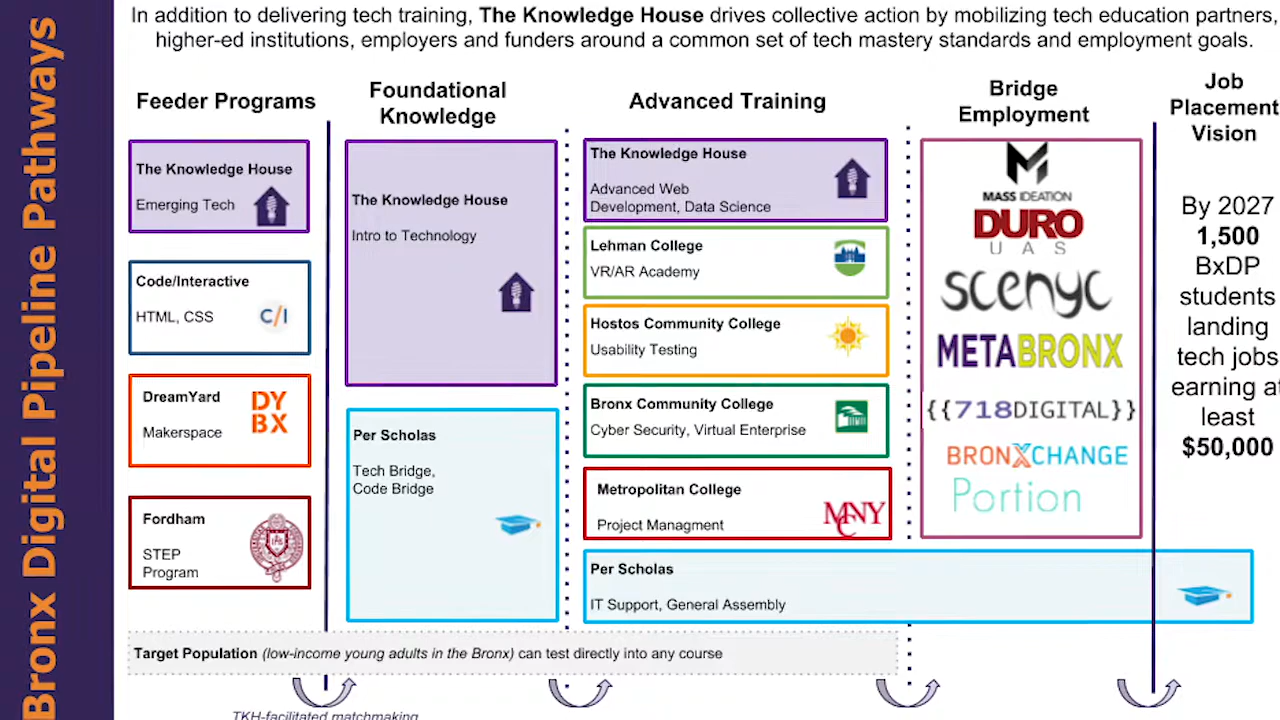 Bronx Digital Pipeline Pathways
In addition to delivering tech training, The Knowledge House drives collective action by mobilizing tech education partners,
higher-ed institutions, employers and funders around a common set of tech mastery standards and employment goals.
Feeder Programs
The Knowledge House
Emerging Tech
Code/Interactive
HTML, CSS
C/I
DreamYard
Makerspace
DY
BX
Fordham
STEP
Program
Foundational
Knowledge
The Knowledge House
Intro to Technology
Per Scholas
Tech Bridge,
Code Bridge
Advanced Training
The Knowledge House
Advanced Web
Development, Data Science
Lehman College
VR/AR Academy
Hostos Community College
Usability Testing
Bronx Community College
Cyber Security, Virtual Enterprise
Metropolitan College
Project Managment
MCNY
Per Scholas
IT Support, General Assembly
Bridge
Employment
MASS IDEATION
DURO
UAS
scenyc
METABRONX
{{718DIGITAL}}
BRONXCHANGE
Portion
Job
Placement
Vision
By 2027
1,500
BxDP
students
landing
tech jobs
earning at
least
$50,000
Target Population (low-income young adults in the Bronx) can test directly into any course
TKH-facilitated matchmaking